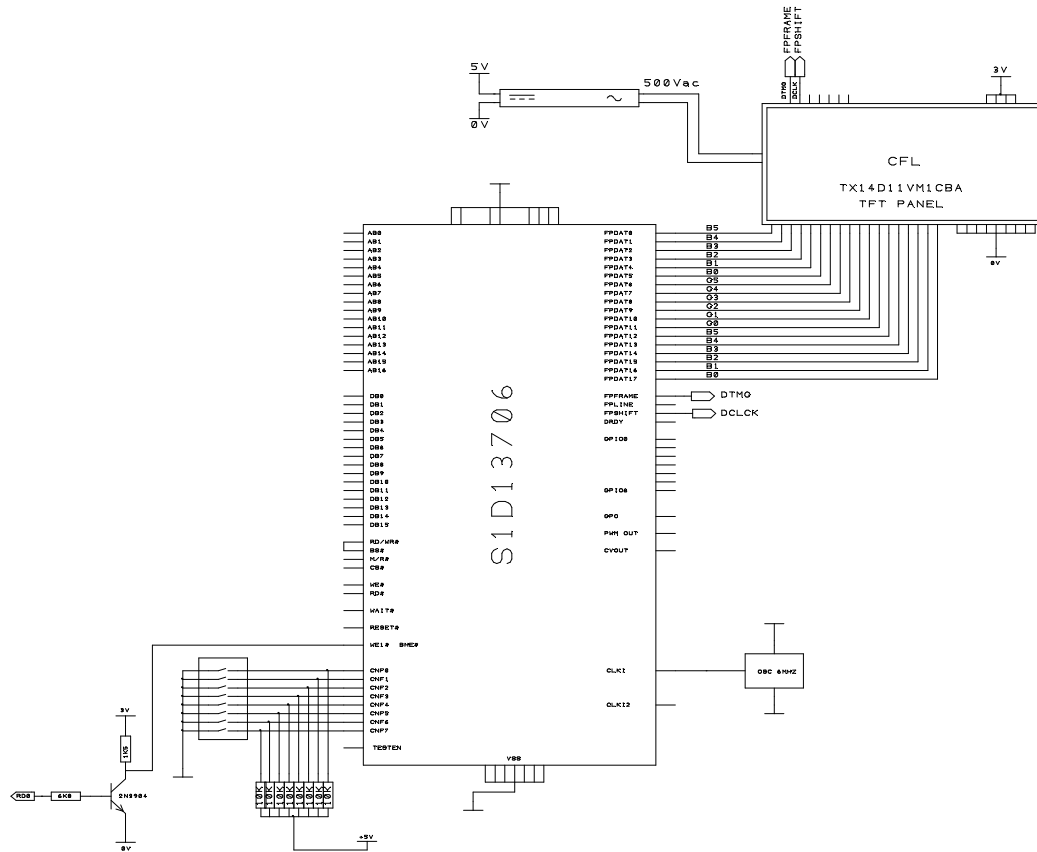 FPFRAME
FPSHIFT
5V
0V
500Vac
DTMG
DCLK
3V
CFL
TX14D11VM1CBA
TFT PANEL
0V
AB0
AB1
AB2
AB3
AB4
AB5
AB6
AB7
AB8
AB9
AB10
AB11
AB12
AB13
AB14
AB15
AB16
DB0
DB1
DB2
DB3
DB4
DB5
DB6
DB7
DB8
DB9
DB10
DB11
DB12
DB13
DB14
DB15
RD/WR#
BS#
M/R#
CS#
WE#
RD#
WAIT#
RESET#
WE1# BHE#
CNF0
CNF1
CNF2
CNF3
CNF4
CNF5
CNF6
CNF7
TESTEN
S1D13706
FPDAT0
FPDAT1
FPDAT2
FPDAT3
FPDAT4
FPDAT5
FPDAT6
FPDAT7
FPDAT8
FPDAT9
FPDAT10
FPDAT11
FPDAT12
FPDAT13
FPDAT14
FPDAT15
FPDAT16
FPDAT17
FPFRAME
FPLINE
FPSHIFT
DRDY
GPIO0
GPIO6
GPO
PWM OUT
CVOUT
CLKI
CLKI2
VSS
B5
B4
B3
B2
B1
B0
G5
G4
G3
G2
G1
G0
B5
B4
B3
B2
B1
B0
DTMG
DCLCK
OSC 6MHZ
3V
1K5
2N3904
RD0
6K8
0V
10K
10K
10K
10K
10K
10K
10K
10K
+5V